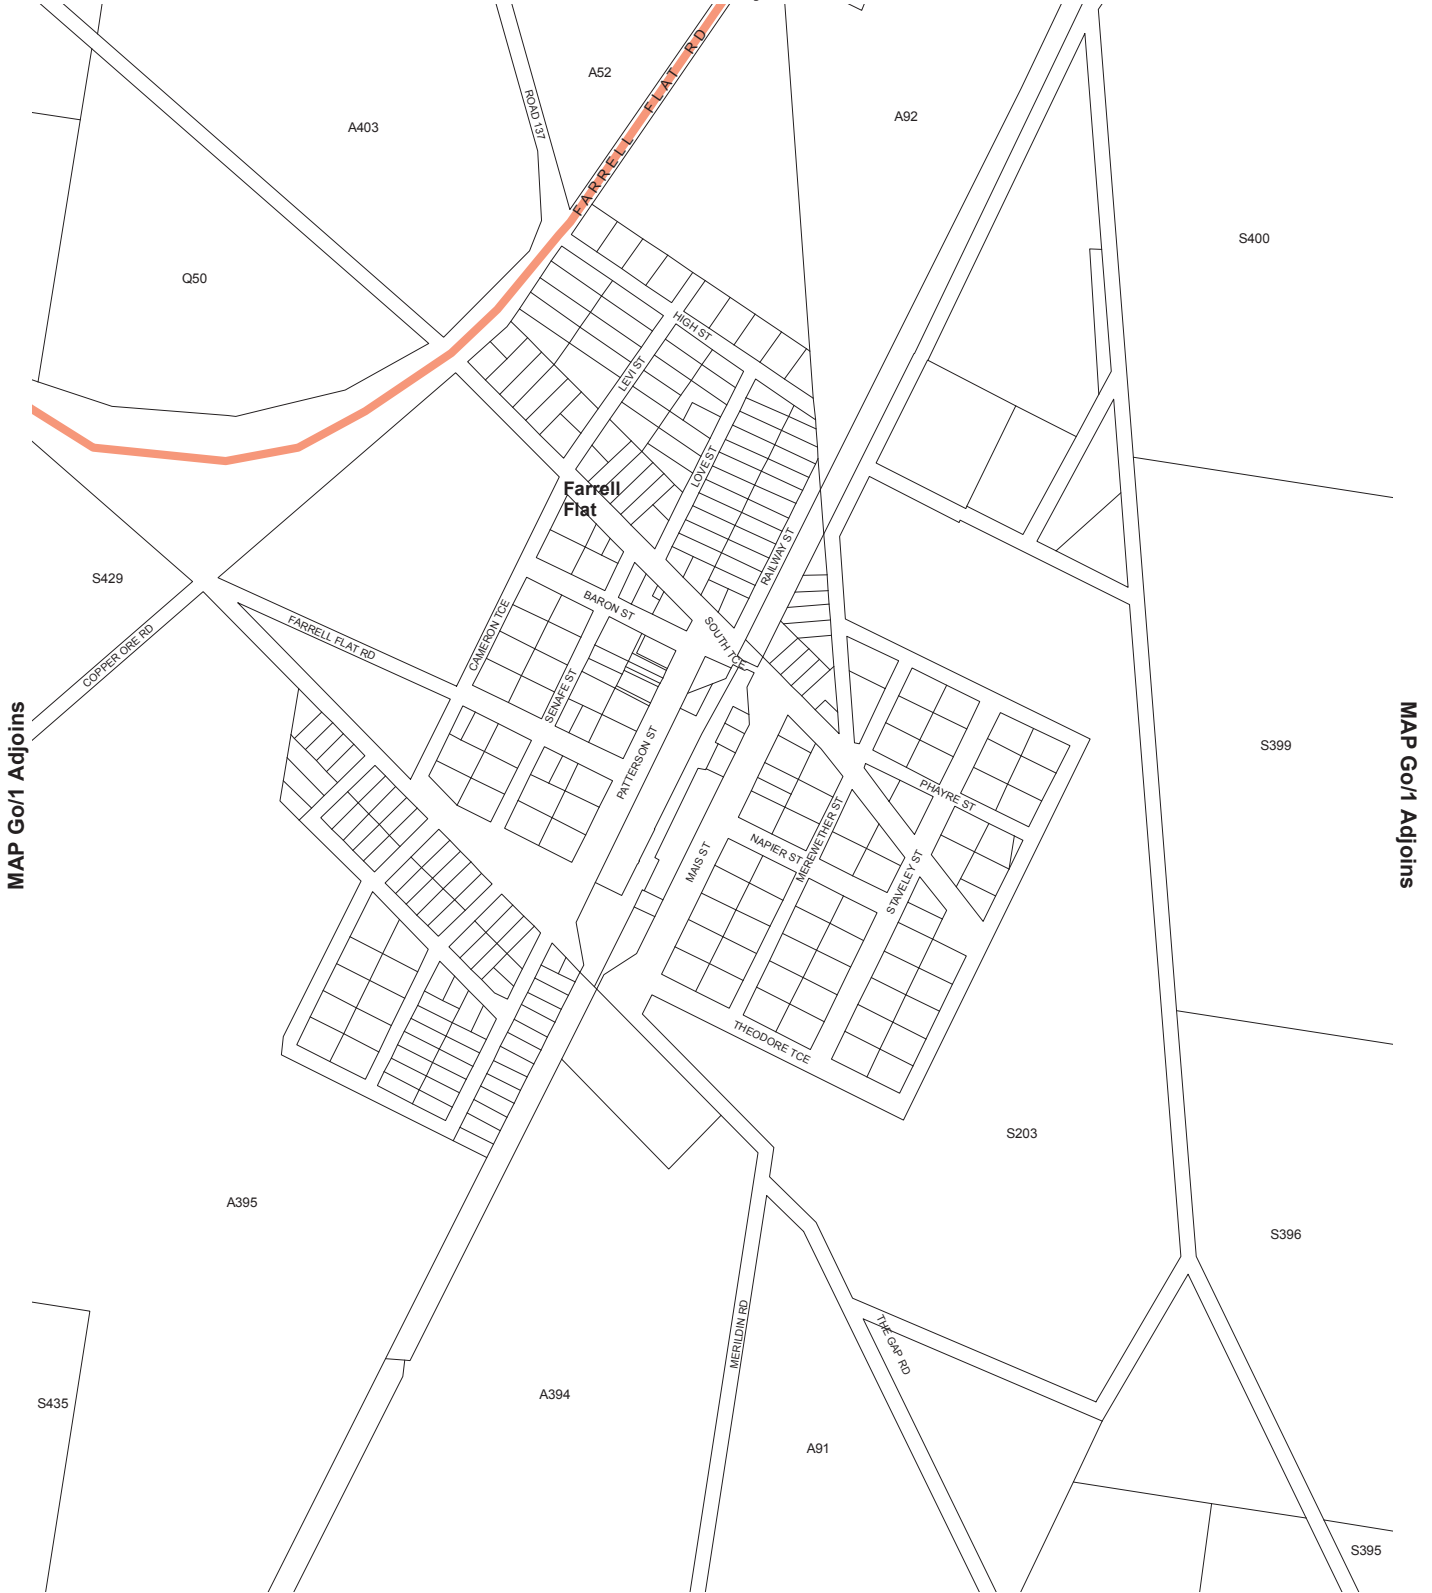 FARRELL FLAT RD
A52
ROAD 137
A403
A92
S400
Q50
HIGH ST
LEVI ST
LOVE ST
Farrell
Flat
RAILWAY ST
S429
BARON ST
CAMERON TCE
FARRELL FLAT RD
COPPER ORE RD
SOUTH TCE
SENAFE ST
PATTERSON ST
MAP Go/1 Adjoins
MAP Go/1 Adjoins
S399
PHAYRE ST
MEREWETHER ST
NAPIER ST
MAIS ST
STAVELEY ST
THEODORE TCE
S203
A395
S396
MERILDIN RD
THE GAP RD
A394
S435
A91
S395